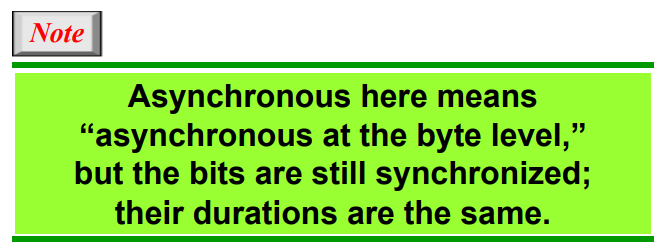 Note
Asynchronous here means
“asynchronous at the byte level,”
but the bits are still synchronized;
their durations are the same.